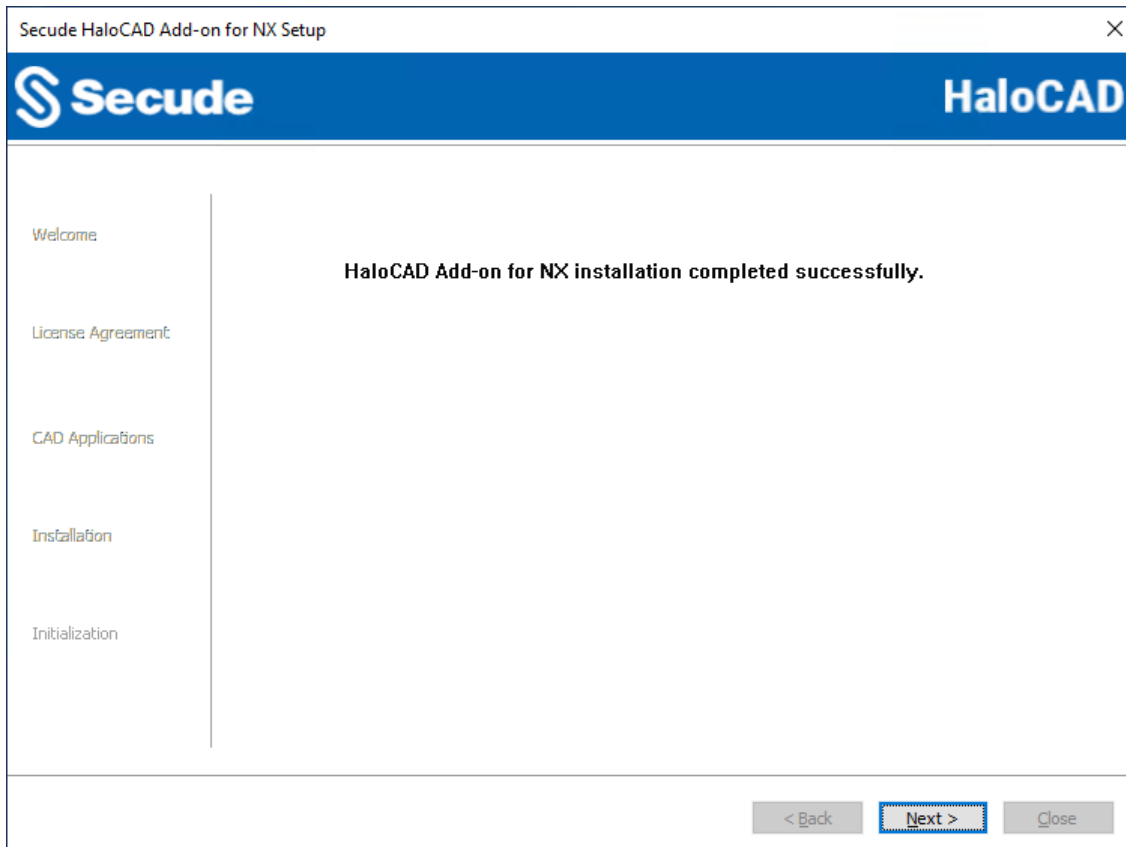 Secude HaloCAD Add-on for NX Setup
Secude
HaloCAD
Welcome
License Agreement
CAD Applications
Installation
Initialization
HaloCAD Add-on for NX installation completed successfully.
< Back
Next >
Close